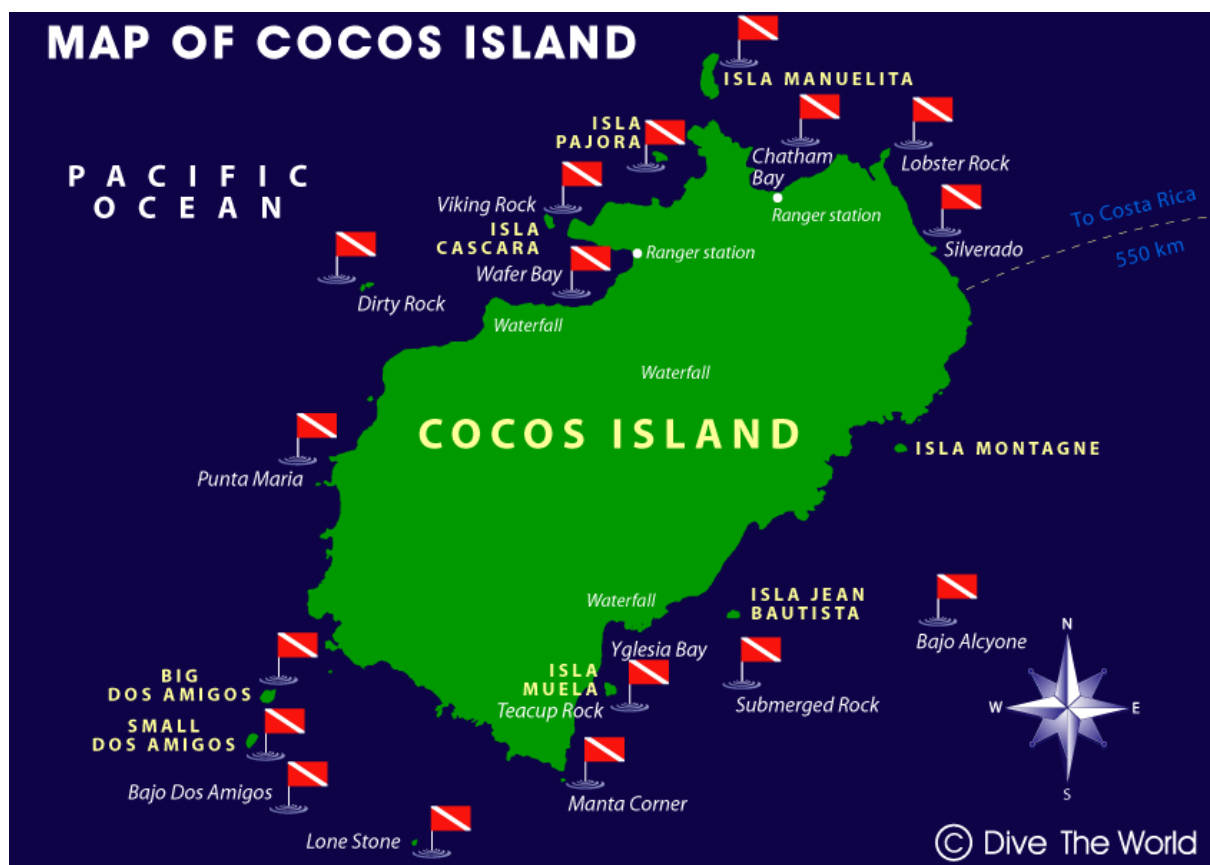 MAP OF COCOS ISLAND
ISLA MANUELITA
ISLA
PAJORA
Chatham
Bay
Lobster Rock
PACIFIC
OCEAN
Viking Rock
Ranger station
To Costa Rica
550 km
ISLA
CASCARA
Silverado
Ranger station
Wafer Bay
Dirty Rock
Waterfall
Waterfall
COCOS ISLAND
ISLA MONTAGNE
Punta Maria
Waterfall
ISLA JEAN
BAUTISTA
Yglesia Bay
Bajo Alcyone
N
W
E
S
BIG
DOS AMIGOS
ISLA
MUELA
Teacup Rock
Submerged Rock
SMALL
DOS AMIGOS
Bajo Dos Amigos
Manta Corner
Lone Stone
© Dive The World